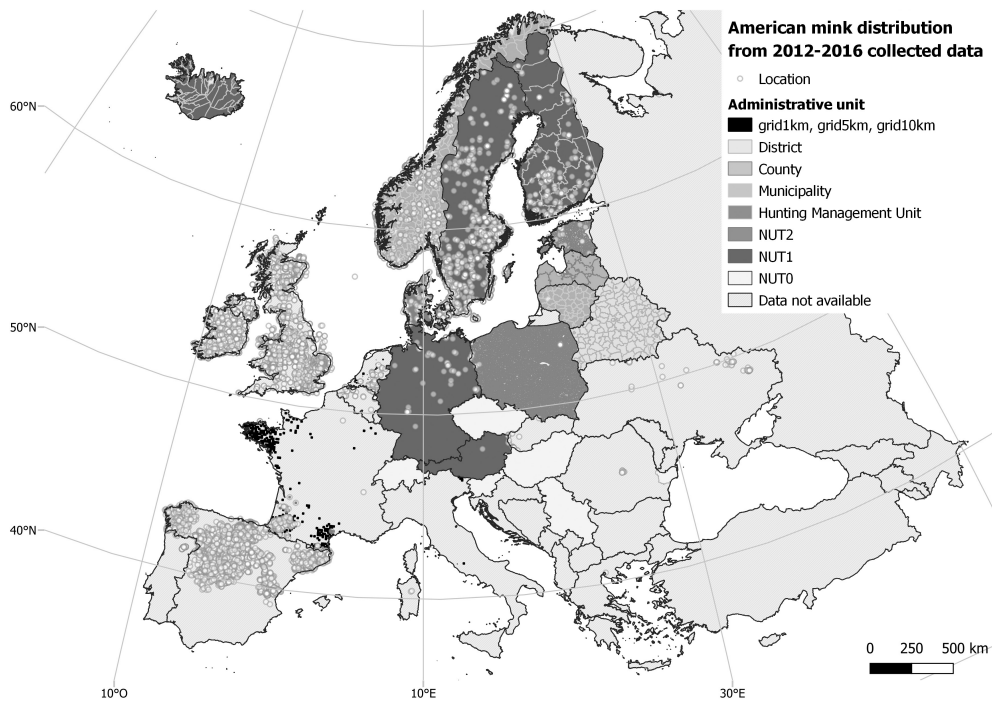 American mink distribution
from 2012-2016 collected data
Location
Administrative unit
grid1km, grid5km, grid10km
District
County
Municipality
Hunting Management Unit
NUT2
NUT1
NUT0
Data not available
60°N
50°N
40°N
0 250 500 km
10°O 10°E 30°E